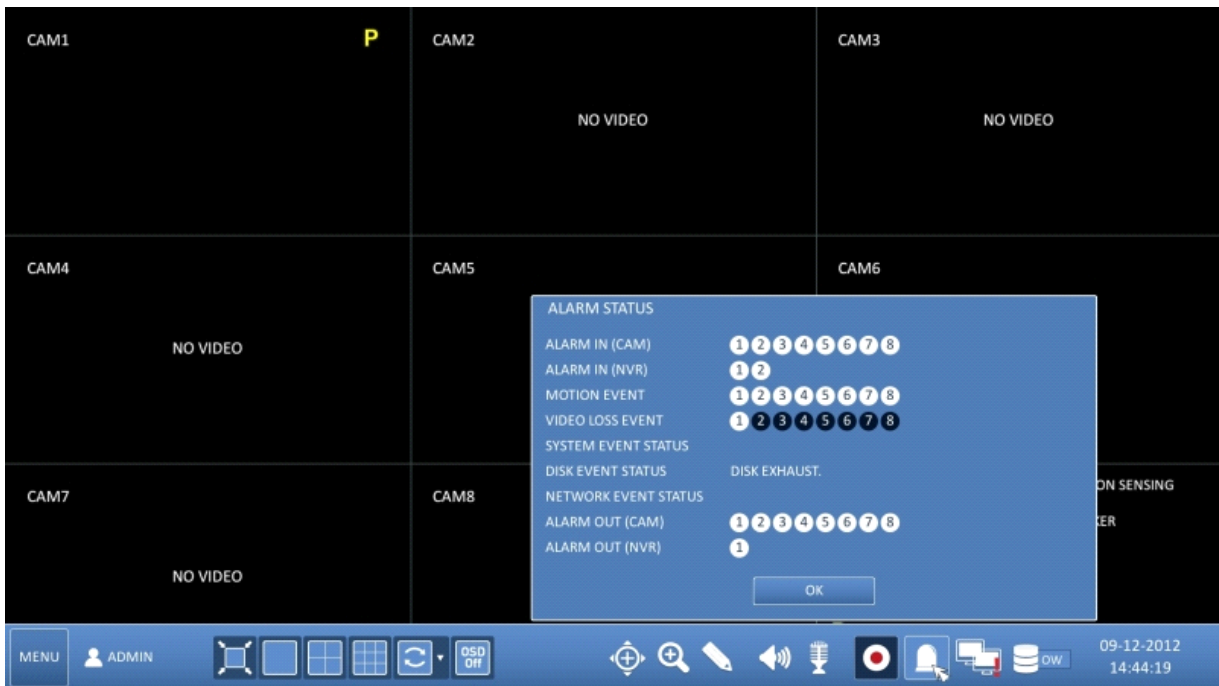 CAM1 P CAM2 CAM3
NO VIDEO NO VIDEO
CAM4 CAM5 CAM6
NO VIDEO
ALARM STATUS
ALARM IN (CAM) 1 2 3 4 5 6 7 8
ALARM IN (NVR) 1 2
MOTION EVENT 1 2 3 4 5 6 7 8
VIDEO LOSS EVENT 1 2 3 4 5 6 7 8
SYSTEM EVENT STATUS
DISK EVENT STATUS DISK EXHAUST.
NETWORK EVENT STATUS
ALARM OUT (CAM) 1 2 3 4 5 6 7 8
ALARM OUT (NVR) 1
OK
CAM7 CAM8
ON SENSING
KER
NO VIDEO
MENU ADMIN OSD Off OW 09-12-2012
14:44:19